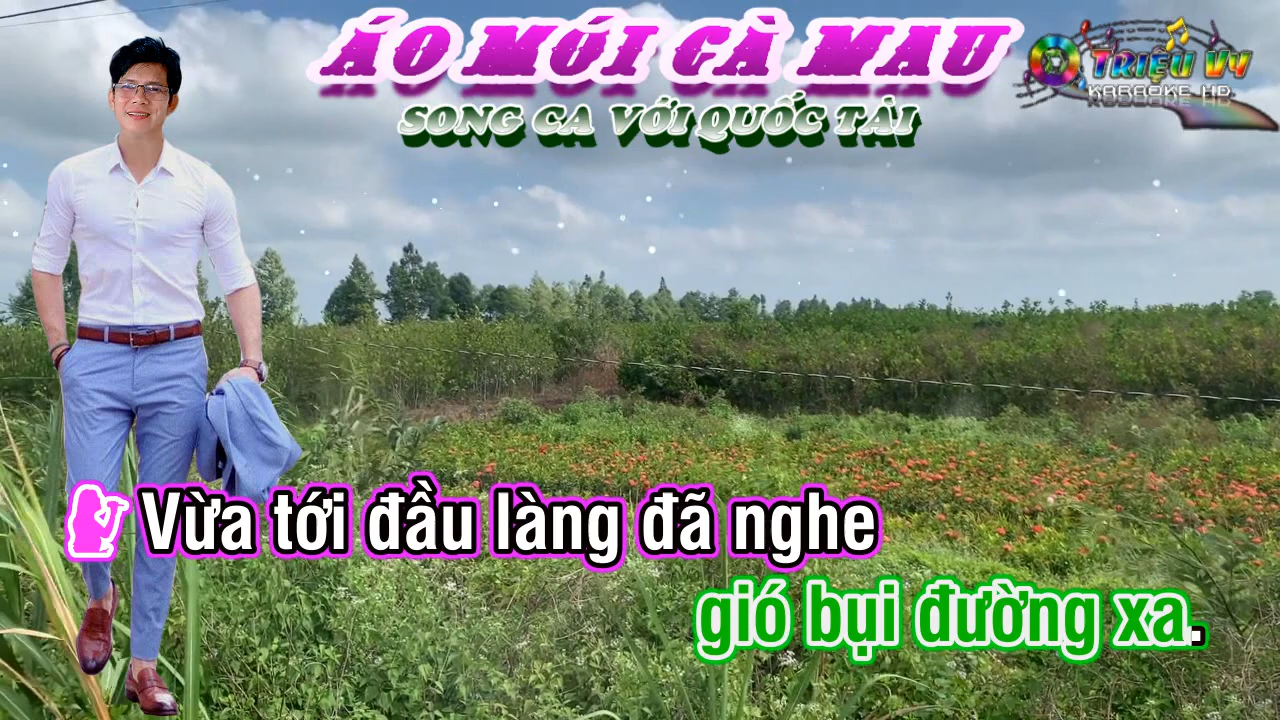 ÁO MỚI CÀ MAU
SONG CA VỚI QUỐC TÀI
TRIỆU VY
KARAOKE HD
Vừa tới đầu làng đã nghe
gió bụi đường xa.